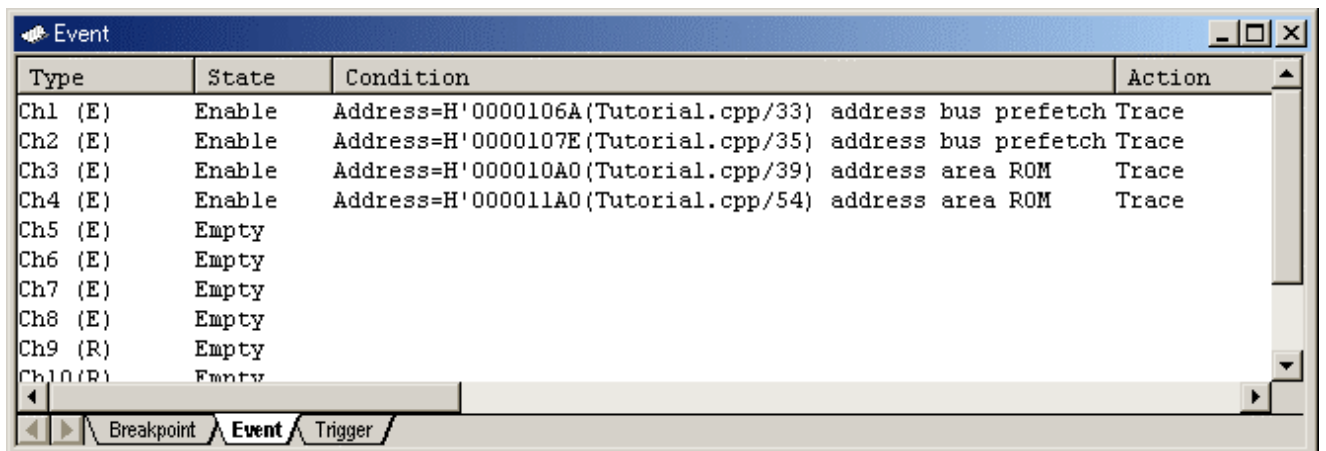 Event
Type State Condition Action
Ch1 (E) Enable Address=H'0000106A(Tutorial.cpp/33) address bus prefetch Trace
Ch2 (E) Enable Address=H'0000107E(Tutorial.cpp/35) address bus prefetch Trace
Ch3 (E) Enable Address=H'000010A0(Tutorial.cpp/39) address area ROM Trace
Ch4 (E) Enable Address=H'000011A0(Tutorial.cpp/54) address area ROM Trace
Ch5 (E) Empty
Ch6 (E) Empty
Ch7 (E) Empty
Ch8 (E) Empty
Ch9 (R) Empty
Ch10(R) Empty
Breakpoint Event Trigger